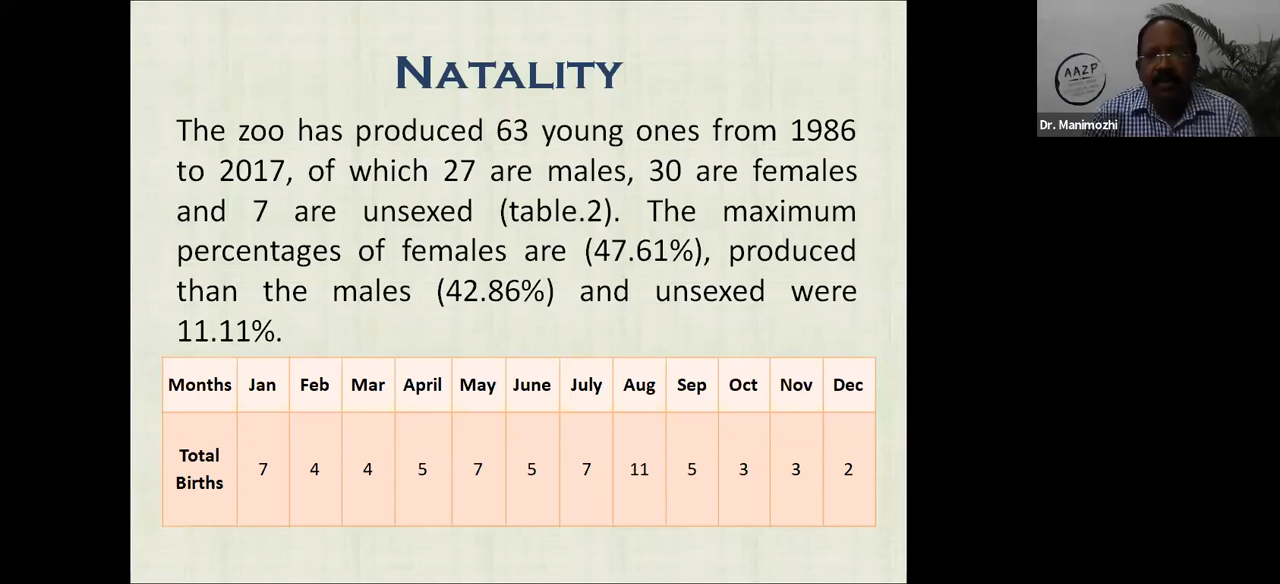 NATALITY
The zoo has produced 63 young ones from 1986
to 2017, of which 27 are males, 30 are females
and 7 are unsexed (table.2). The maximum
percentages of females are (47.61%), produced
than the males (42.86%) and unsexed were
11.11%.
Months Jan Feb Mar April May June July Aug Sep Oct Nov Dec
Total Births 7 4 4 5 7 5 7 11 5 3 3 2
AAZP
Dr. Manimozhi